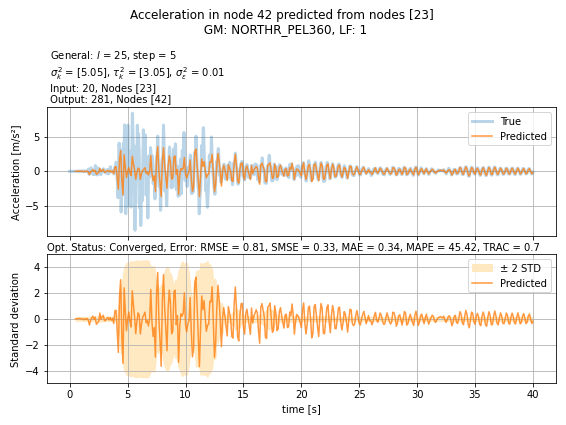 Acceleration in node 42 predicted from nodes [23]
GM: NORTHR_PEL360, LF: 1
General: l = 25, step = 5
σ²ₖ = [5.05], τ²ₖ = [3.05], σ²ₑ = 0.01
Input: 20, Nodes [23]
Output: 281, Nodes [42]
True
Predicted
5
0
−5
Acceleration [m/s²]
Opt. Status: Converged, Error: RMSE = 0.81, SMSE = 0.33, MAE = 0.34, MAPE = 45.42, TRAC = 0.7
± 2 STD
Predicted
4
2
0
−2
−4
Standard deviation
0 5 10 15 20 25 30 35 40
time [s]